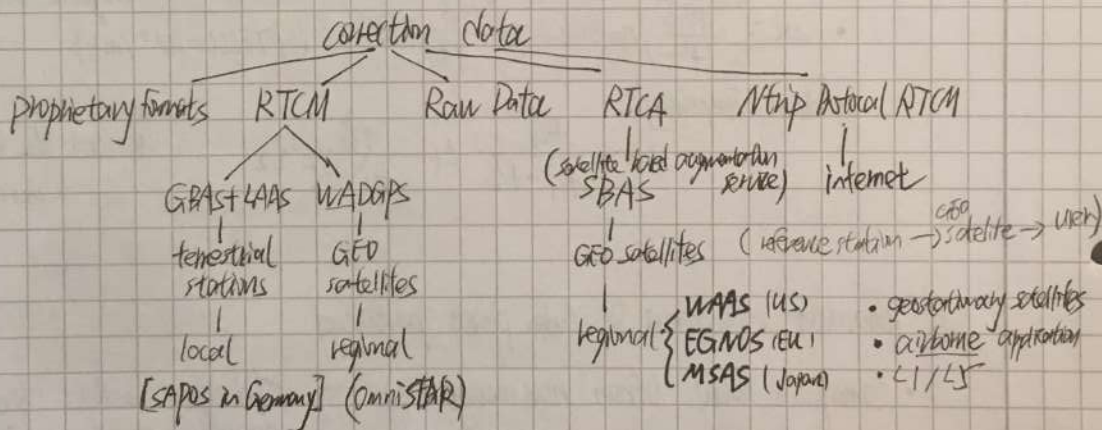 correction data
proprietary formats RTCM Raw Data RTCA Ntrip Protocal RTCM
(satellite based augmentation service) internet
GBAS+LAAS WADGPS SBAS
terrestrial stations GEO satellites GEO satellites (reference station → GEO satelite → user)
local regional regional { WAAS (US) • geostationary satellites
EGNOS (EU) • airborne application
MSAS (Japan) • L1/L5
[SAPOS in Germany] (OmniSTAR)